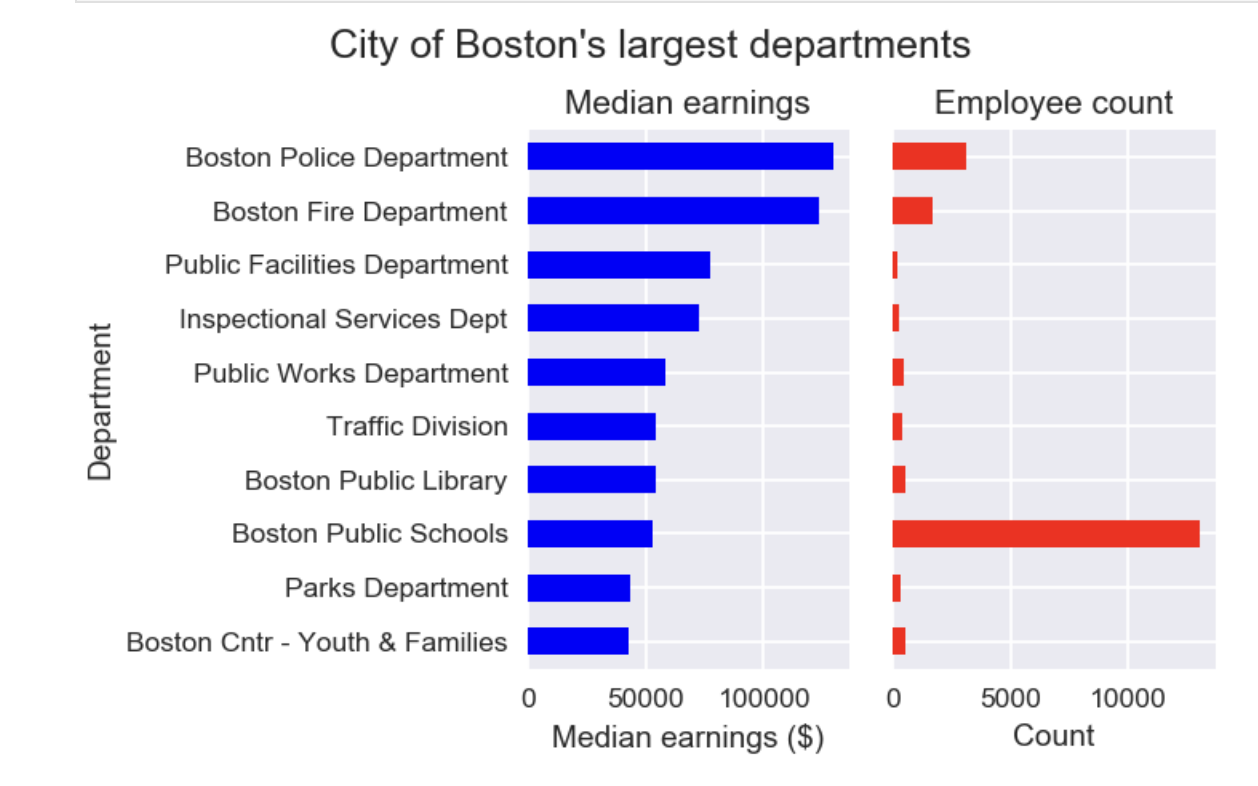 City of Boston's largest departments
Median earnings
Employee count
Department
Boston Police Department
Boston Fire Department
Public Facilities Department
Inspectional Services Dept
Public Works Department
Traffic Division
Boston Public Library
Boston Public Schools
Parks Department
Boston Cntr - Youth & Families
0 50000 100000
0 5000 10000
Median earnings ($)
Count